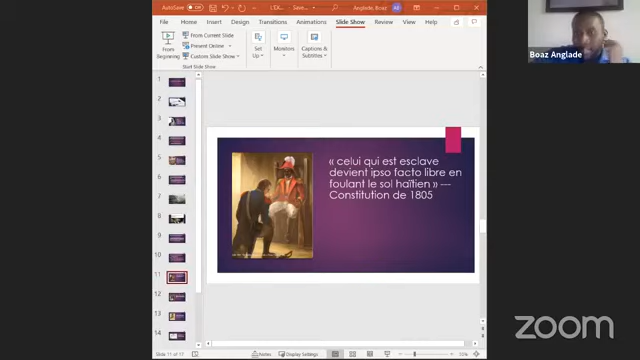 AutoSave Off
Save...
Anglade, Boaz AB
File Home Insert Design Transitions Animations Slide Show Review View Help
From Current Slide
Present Online
Custom Slide Show
From Beginning
Set Up
Monitors
Captions & Subtitles
Start Slide Show
Boaz Anglade
1
2
3
4
5
6
7
8
9
10
11
12
13
14
« celui qui est esclave
devient ipso facto libre en
foulant le sol haïtien » ---
Constitution de 1805
Slide 11 of 17
Notes
Display Settings
zoom